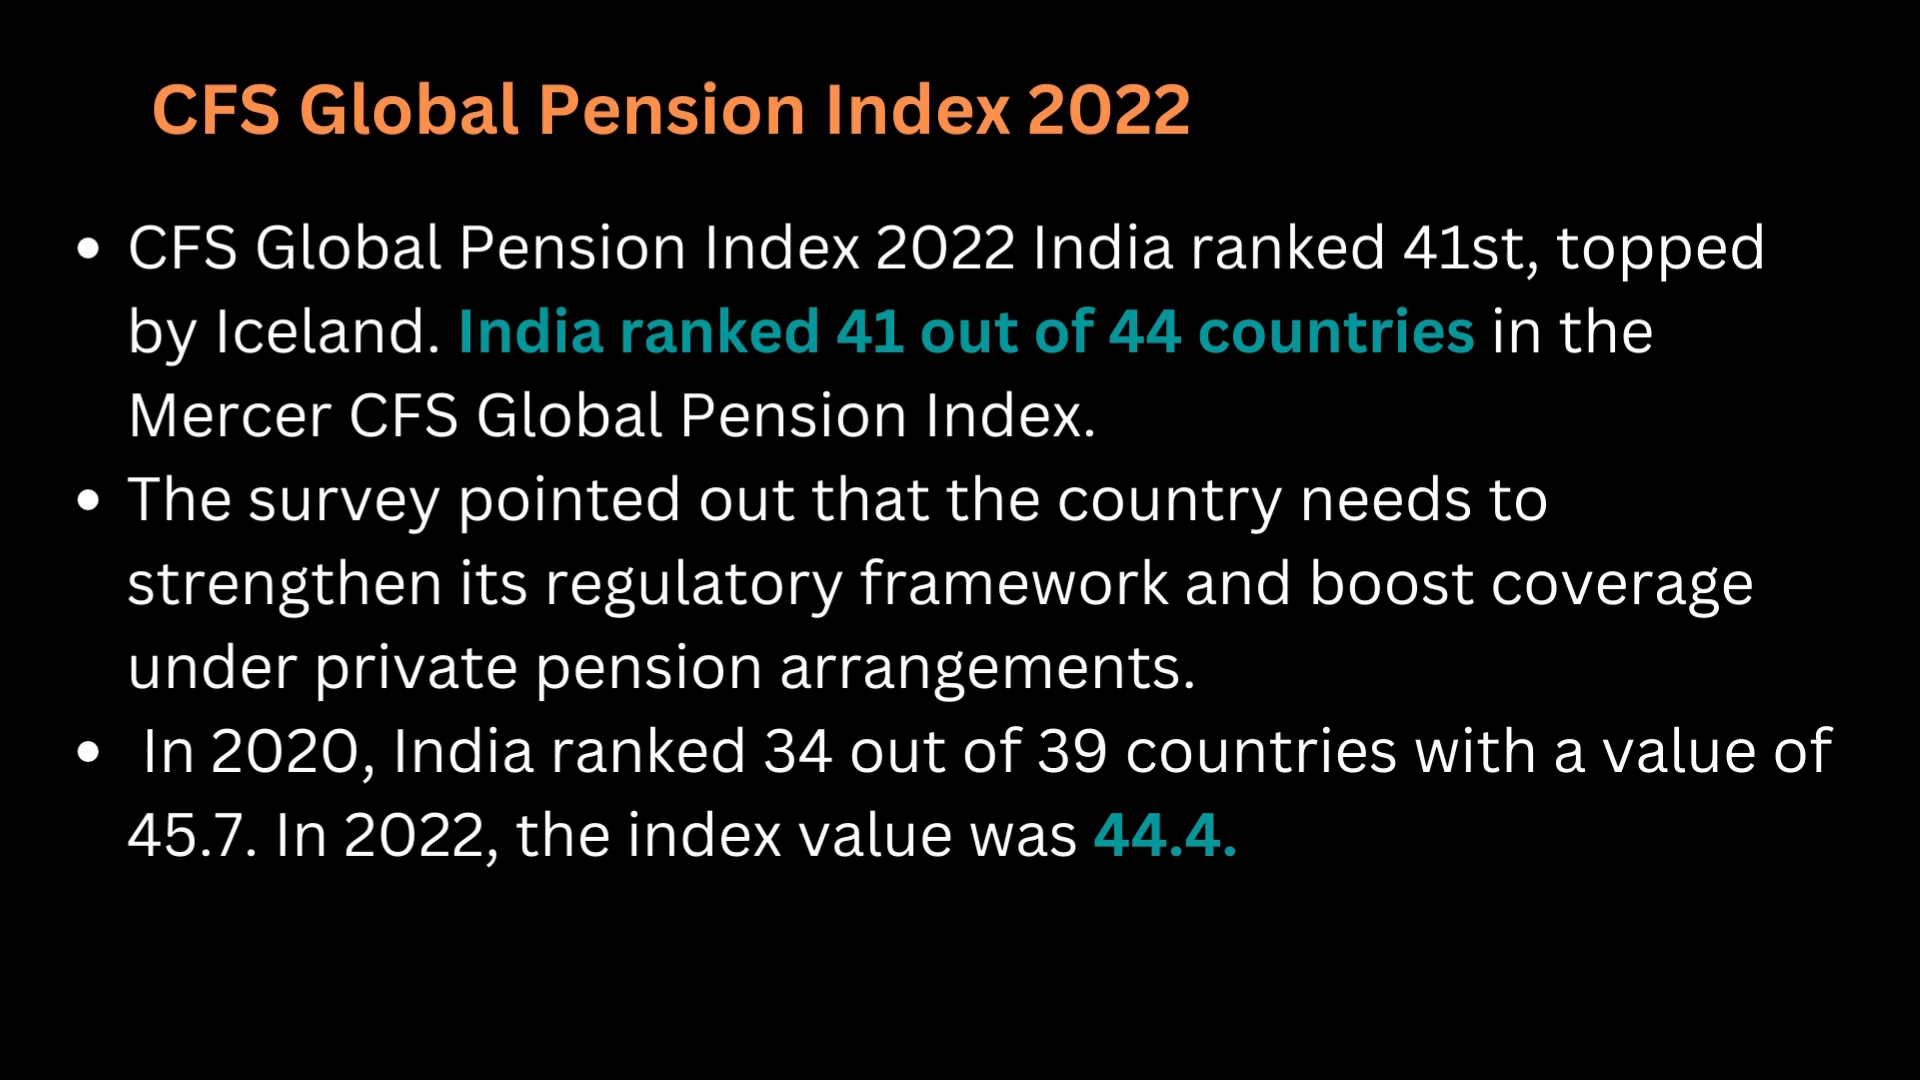 CFS Global Pension Index 2022
• CFS Global Pension Index 2022 India ranked 41st, topped
by Iceland. India ranked 41 out of 44 countries in the
Mercer CFS Global Pension Index.
• The survey pointed out that the country needs to
strengthen its regulatory framework and boost coverage
under private pension arrangements.
• In 2020, India ranked 34 out of 39 countries with a value of
45.7. In 2022, the index value was 44.4.